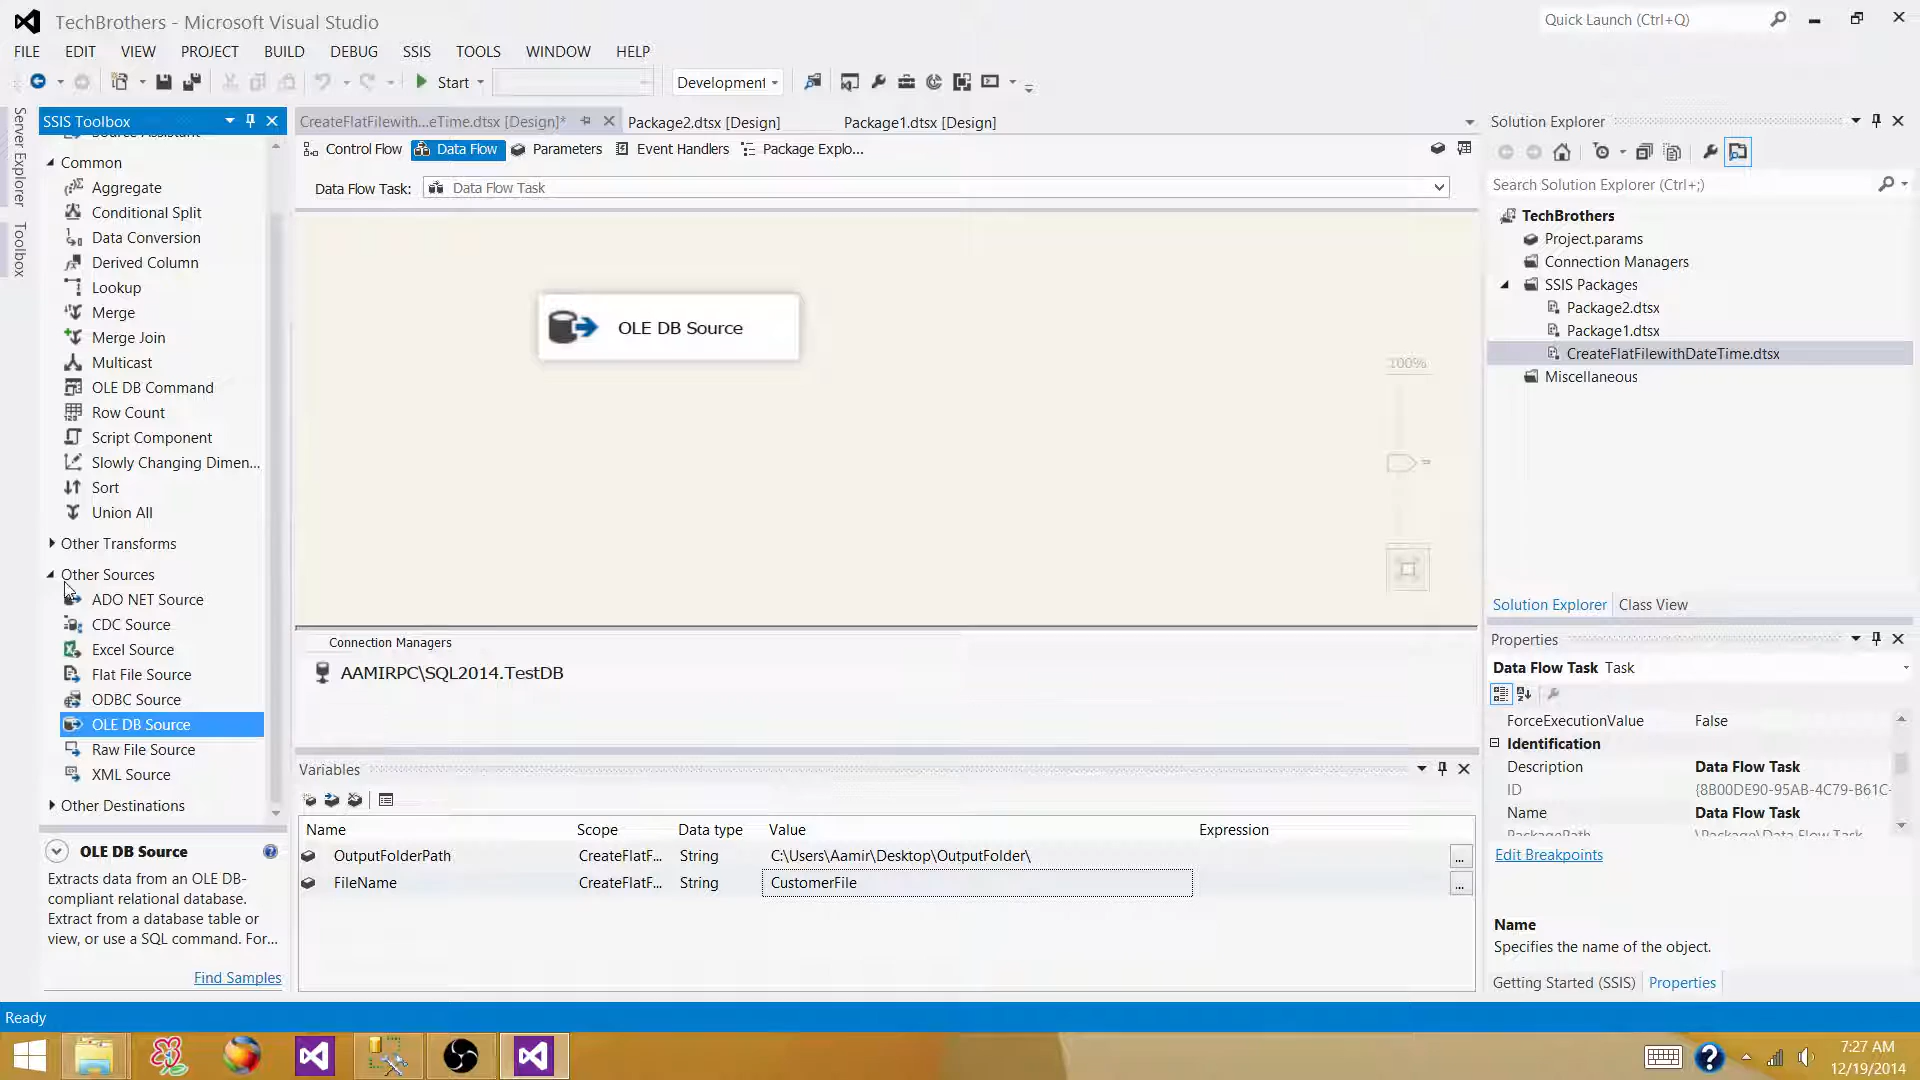 TechBrothers - Microsoft Visual Studio
Quick Launch (Ctrl+Q)
FILE EDIT VIEW PROJECT BUILD DEBUG SSIS TOOLS WINDOW HELP
Start Development
Server Explorer
Toolbox
SSIS Toolbox
Source Assistant
Common
Aggregate
Conditional Split
Data Conversion
Derived Column
Lookup
Merge
Merge Join
Multicast
OLE DB Command
Row Count
Script Component
Slowly Changing Dimen...
Sort
Union All
Other Transforms
Other Sources
ADO NET Source
CDC Source
Excel Source
Flat File Source
ODBC Source
OLE DB Source
Raw File Source
XML Source
Other Destinations
OLE DB Source
Extracts data from an OLE DB-
compliant relational database.
Extract from a database table or
view, or use a SQL command. For...
Find Samples
CreateFlatFilewith...eTime.dtsx [Design]* Package2.dtsx [Design] Package1.dtsx [Design]
Control Flow Data Flow Parameters Event Handlers Package Explo...
Data Flow Task: Data Flow Task
OLE DB Source
100%
Connection Managers
AAMIRPC\SQL2014.TestDB
Variables
Name Scope Data type Value Expression
OutputFolderPath CreateFlatF... String C:\Users\Aamir\Desktop\OutputFolder\ ...
FileName CreateFlatF... String CustomerFile ...
Solution Explorer
Search Solution Explorer (Ctrl+;)
TechBrothers
Project.params
Connection Managers
SSIS Packages
Package2.dtsx
Package1.dtsx
CreateFlatFilewithDateTime.dtsx
Miscellaneous
Solution Explorer Class View
Properties
Data Flow Task Task
ForceExecutionValue False
Identification
Description Data Flow Task
ID {8B00DE90-95AB-4C79-B61C-
Name Data Flow Task
PackagePath \Package\Data Flow Task
Edit Breakpoints
Name
Specifies the name of the object.
Getting Started (SSIS) Properties
Ready
7:27 AM
12/19/2014